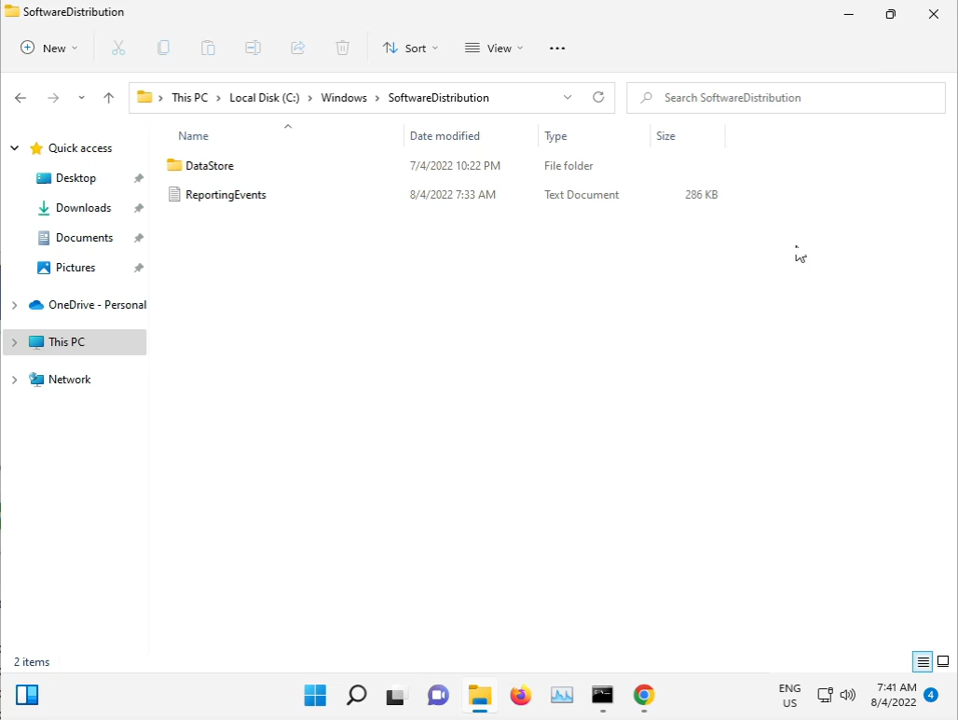 SoftwareDistribution
New
Sort
View
This PC
Local Disk (C:)
Windows
SoftwareDistribution
Search SoftwareDistribution
Name
Date modified
Type
Size
Quick access
Desktop
Downloads
Documents
Pictures
OneDrive - Personal
This PC
Network
DataStore
7/4/2022 10:22 PM
File folder
ReportingEvents
8/4/2022 7:33 AM
Text Document
286 KB
2 items
ENG
US
7:41 AM
8/4/2022
4